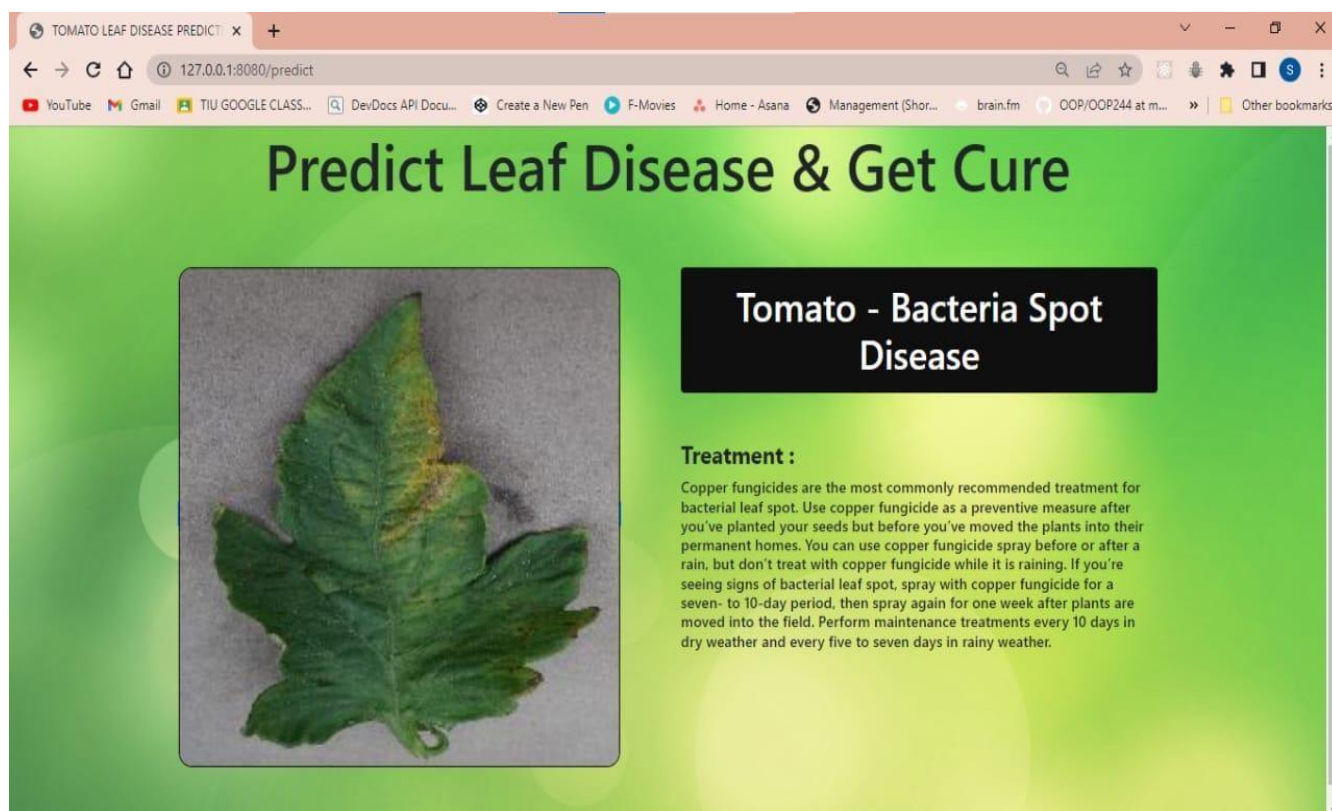 TOMATO LEAF DISEASE PREDICT
127.0.0.1:8080/predict
S
YouTube Gmail TIU GOOGLE CLASS... DevDocs API Docu... Create a New Pen F-Movies Home - Asana Management (Shor... brain.fm OOP/OOP244 at m... » Other bookmarks
Predict Leaf Disease & Get Cure
Tomato - Bacteria Spot
Disease
Treatment :
Copper fungicides are the most commonly recommended treatment for
bacterial leaf spot. Use copper fungicide as a preventive measure after
you've planted your seeds but before you've moved the plants into their
permanent homes. You can use copper fungicide spray before or after a
rain, but don't treat with copper fungicide while it is raining. If you're
seeing signs of bacterial leaf spot, spray with copper fungicide for a
seven- to 10-day period, then spray again for one week after plants are
moved into the field. Perform maintenance treatments every 10 days in
dry weather and every five to seven days in rainy weather.